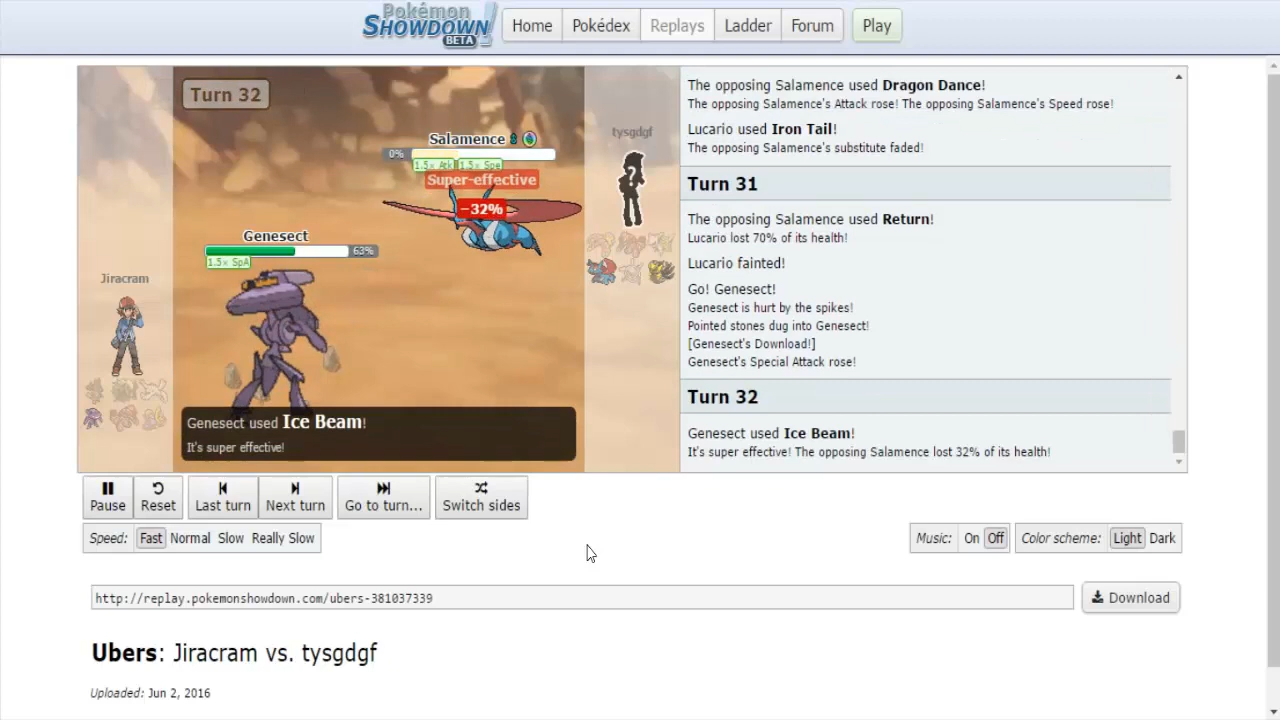 Pokémon
SHOWDOWN!
BETA
Home
Pokédex
Replays
Ladder
Forum
Play
Turn 32
Salamence
0%
1.5× Atk 1.5× Spe
Super-effective
−32%
Genesect
63%
1.5× SpA
Jiracram
tysgdgf
?
Genesect used Ice Beam!
It's super effective!
The opposing Salamence used Dragon Dance!
The opposing Salamence's Attack rose! The opposing Salamence's Speed rose!
Lucario used Iron Tail!
The opposing Salamence's substitute faded!
Turn 31
The opposing Salamence used Return!
Lucario lost 70% of its health!
Lucario fainted!
Go! Genesect!
Genesect is hurt by the spikes!
Pointed stones dug into Genesect!
[Genesect's Download!]
Genesect's Special Attack rose!
Turn 32
Genesect used Ice Beam!
It's super effective! The opposing Salamence lost 32% of its health!
Pause
Reset
Last turn
Next turn
Go to turn...
Switch sides
Speed: Fast Normal Slow Really Slow
Music: On Off
Color scheme: Light Dark
http://replay.pokemonshowdown.com/ubers-381037339
Download
Ubers: Jiracram vs. tysgdgf
Uploaded: Jun 2, 2016